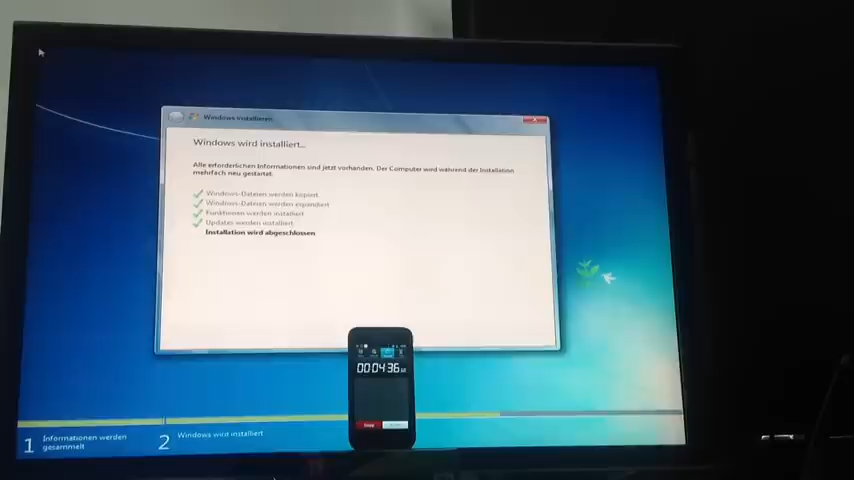 Windows installieren
Windows wird installiert...
Alle erforderlichen Informationen sind jetzt vorhanden. Der Computer wird während der Installation
mehrfach neu gestartet.
Windows-Dateien werden kopiert
Windows-Dateien werden expandiert
Funktionen werden installiert
Updates werden installiert
Installation wird abgeschlossen
00:04:36
Stopp
1 Informationen werden
gesammelt
2 Windows wird installiert